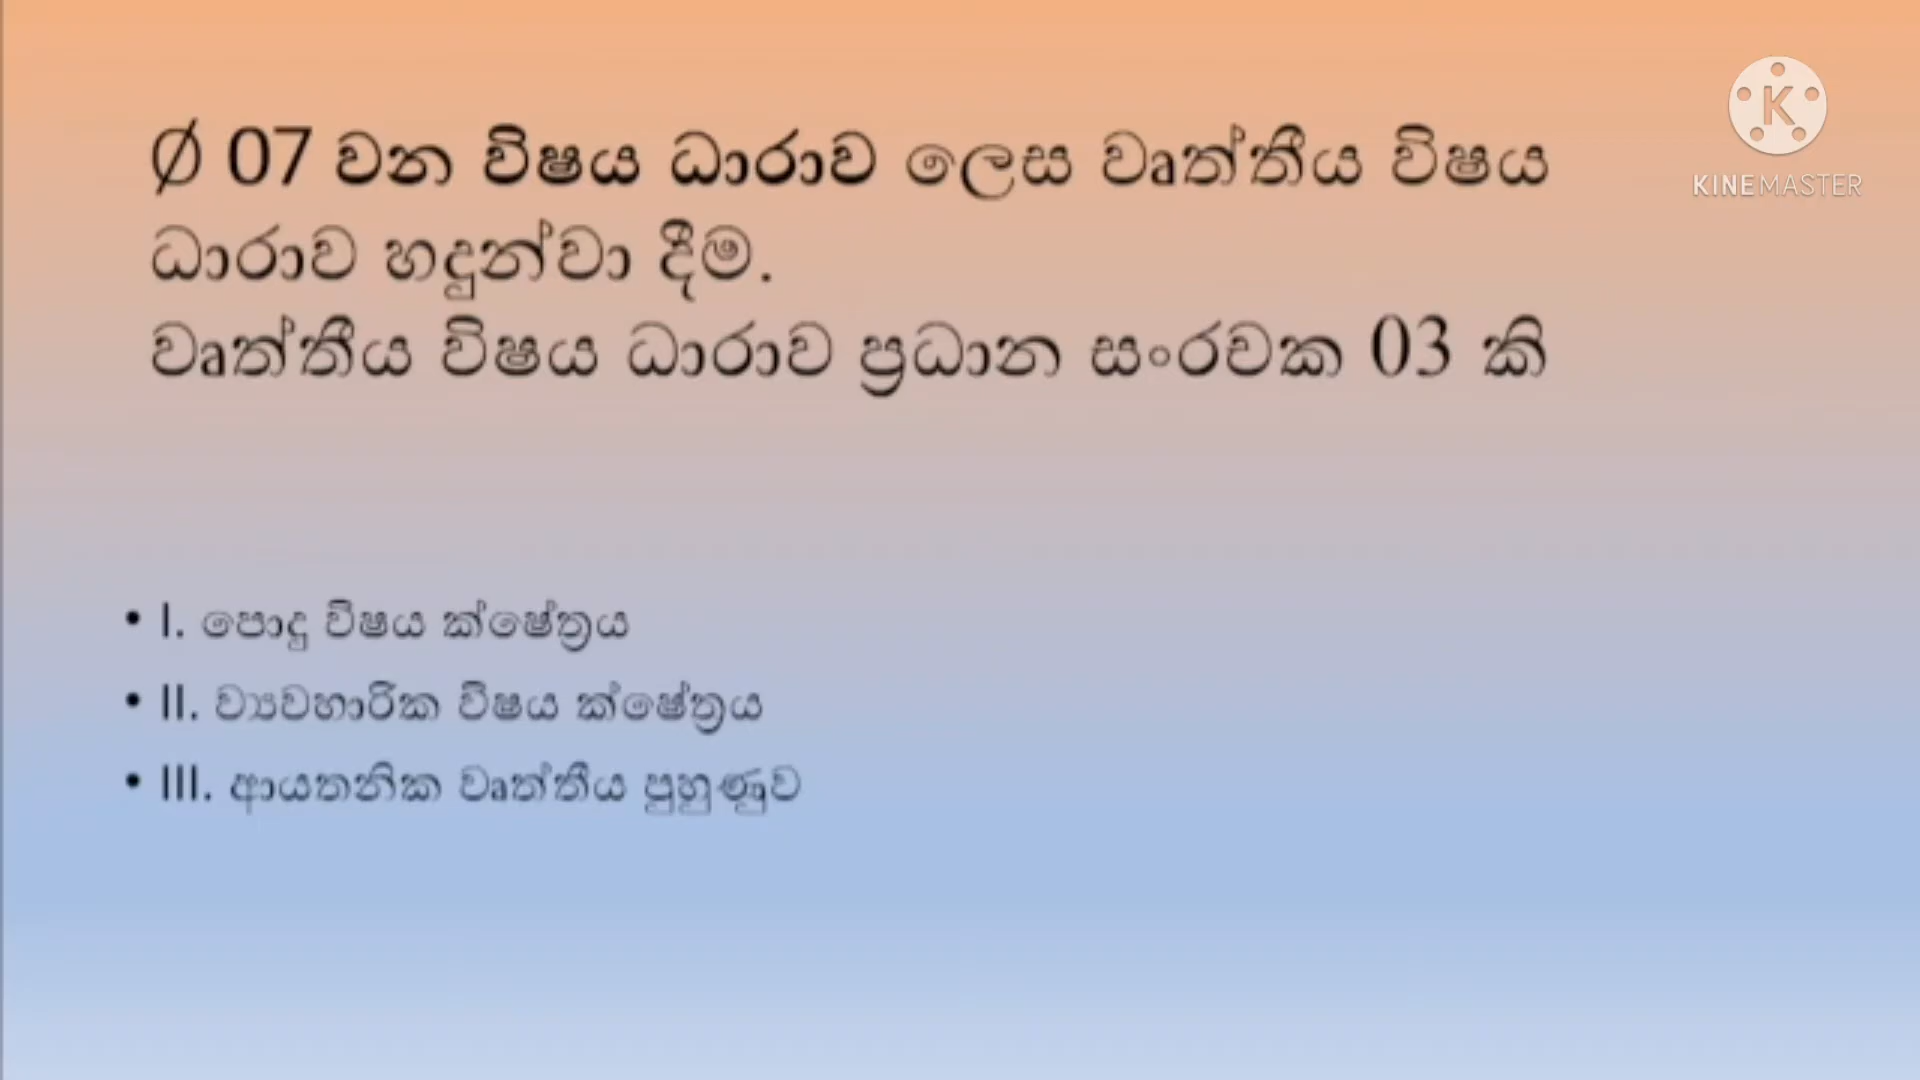 Ø 07 වන විෂය ධාරාව ලෙස වෘත්තීය විෂය
ධාරාව හඳුන්වා දීම.
වෘත්තීය විෂය ධාරාව ප්‍රධාන සංරචක 03 කි
• I. පොදු විෂය ක්ෂේත්‍රය
• II. ව්‍යවහාරික විෂය ක්ෂේත්‍රය
• III. ආයතනික වෘත්තීය පුහුණුව
K
KINEMASTER